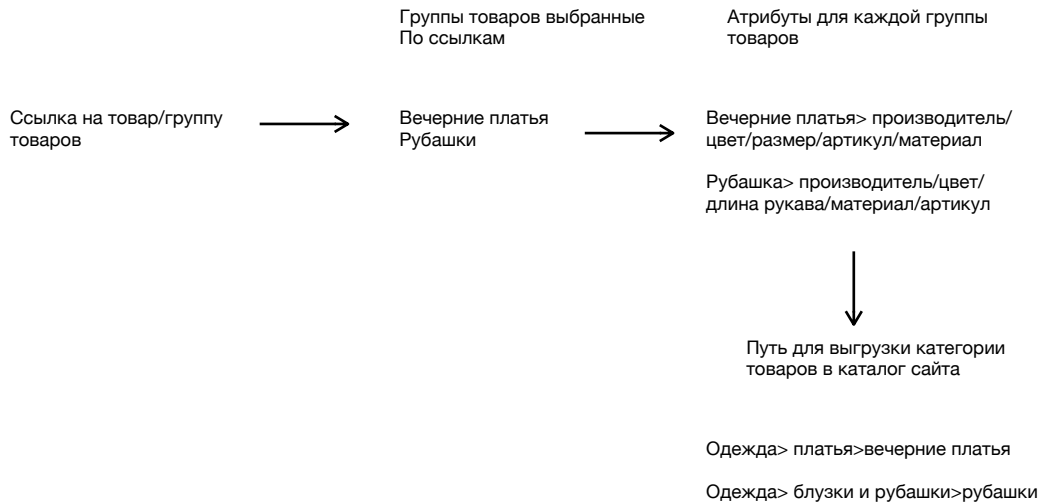 Группы товаров выбранные
По ссылкам
Атрибуты для каждой группы
товаров
Ссылка на товар/группу
товаров
Вечерние платья
Рубашки
Вечерние платья> производитель/
цвет/размер/артикул/материал
Рубашка> производитель/цвет/
длина рукава/материал/артикул
Путь для выгрузки категории
товаров в каталог сайта
Одежда> платья>вечерние платья
Одежда> блузки и рубашки>рубашки